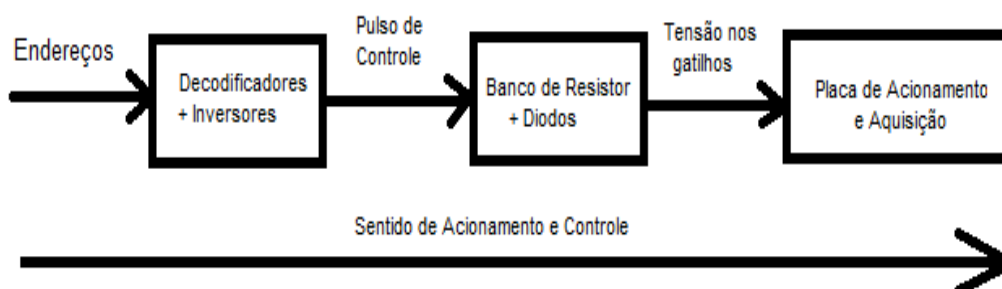 Endereços
Decodificadores
+ Inversores
Pulso de
Controle
Banco de Resistor
+ Diodos
Tensão nos
gatilhos
Placa de Acionamento
e Aquisição
Sentido de Acionamento e Controle